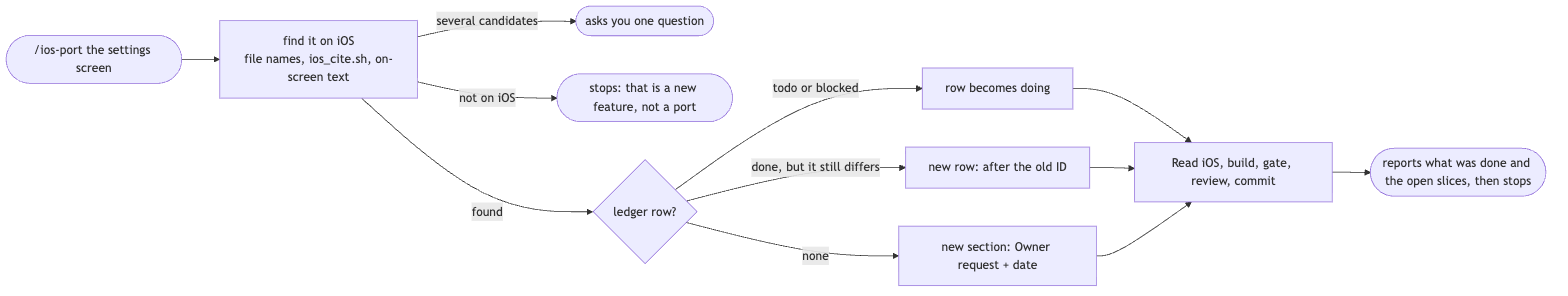 /ios-port the settings
screen
find it on iOS
file names, ios_cite.sh, on-
screen text
several candidates
asks you one question
not on iOS
stops: that is a new
feature, not a port
found
ledger row?
todo or blocked
row becomes doing
done, but it still differs
new row: after the old ID
none
new section: Owner
request + date
Read iOS, build, gate,
review, commit
reports what was done and
the open slices, then stops